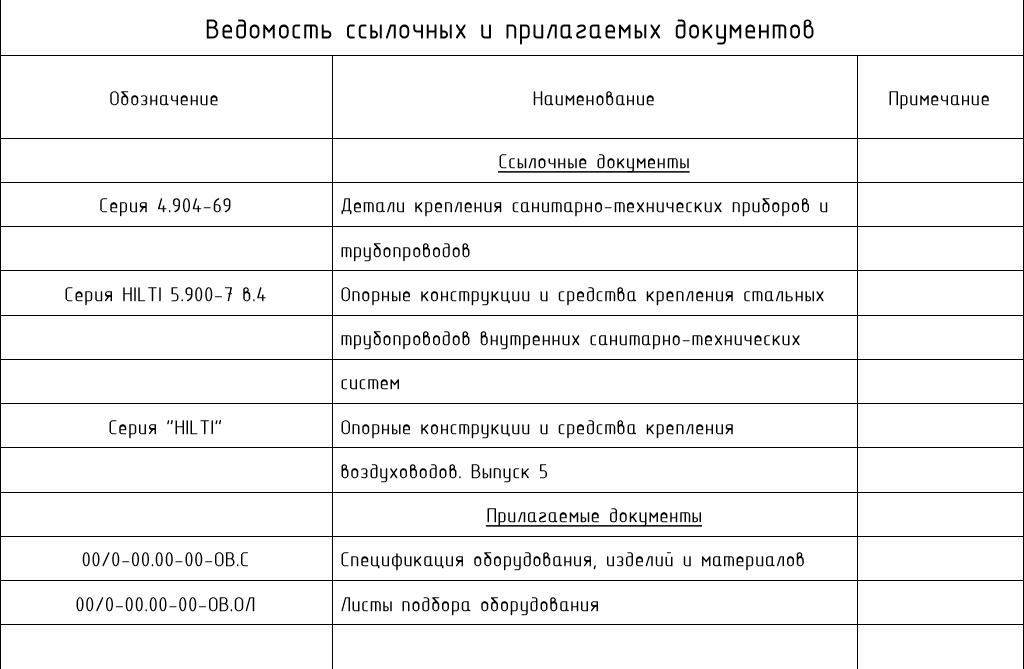 Ведомость ссылочных и прилагаемых документов
Обозначение Наименование Примечание
Ссылочные документы
Серия 4.904-69 Детали крепления санитарно-технических приборов и
трубопроводов
Серия HILTI 5.900-7 в.4 Опорные конструкции и средства крепления стальных
трубопроводов внутренних санитарно-технических
систем
Серия "HILTI" Опорные конструкции и средства крепления
воздуховодов. Выпуск 5
Прилагаемые документы
00/0-00.00-00-ОВ.С Спецификация оборудования, изделий и материалов
00/0-00.00-00-ОВ.ОЛ Листы подбора оборудования